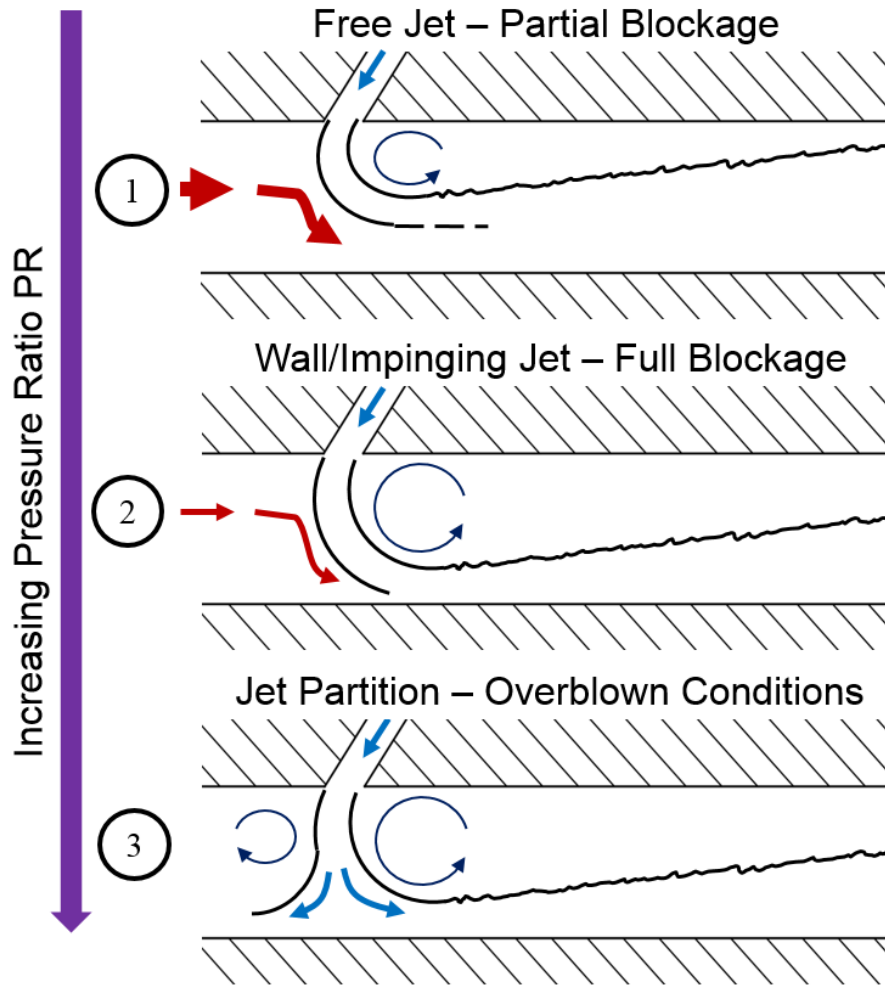 Increasing Pressure Ratio PR
Free Jet – Partial Blockage
1
Wall/Impinging Jet – Full Blockage
2
Jet Partition – Overblown Conditions
3